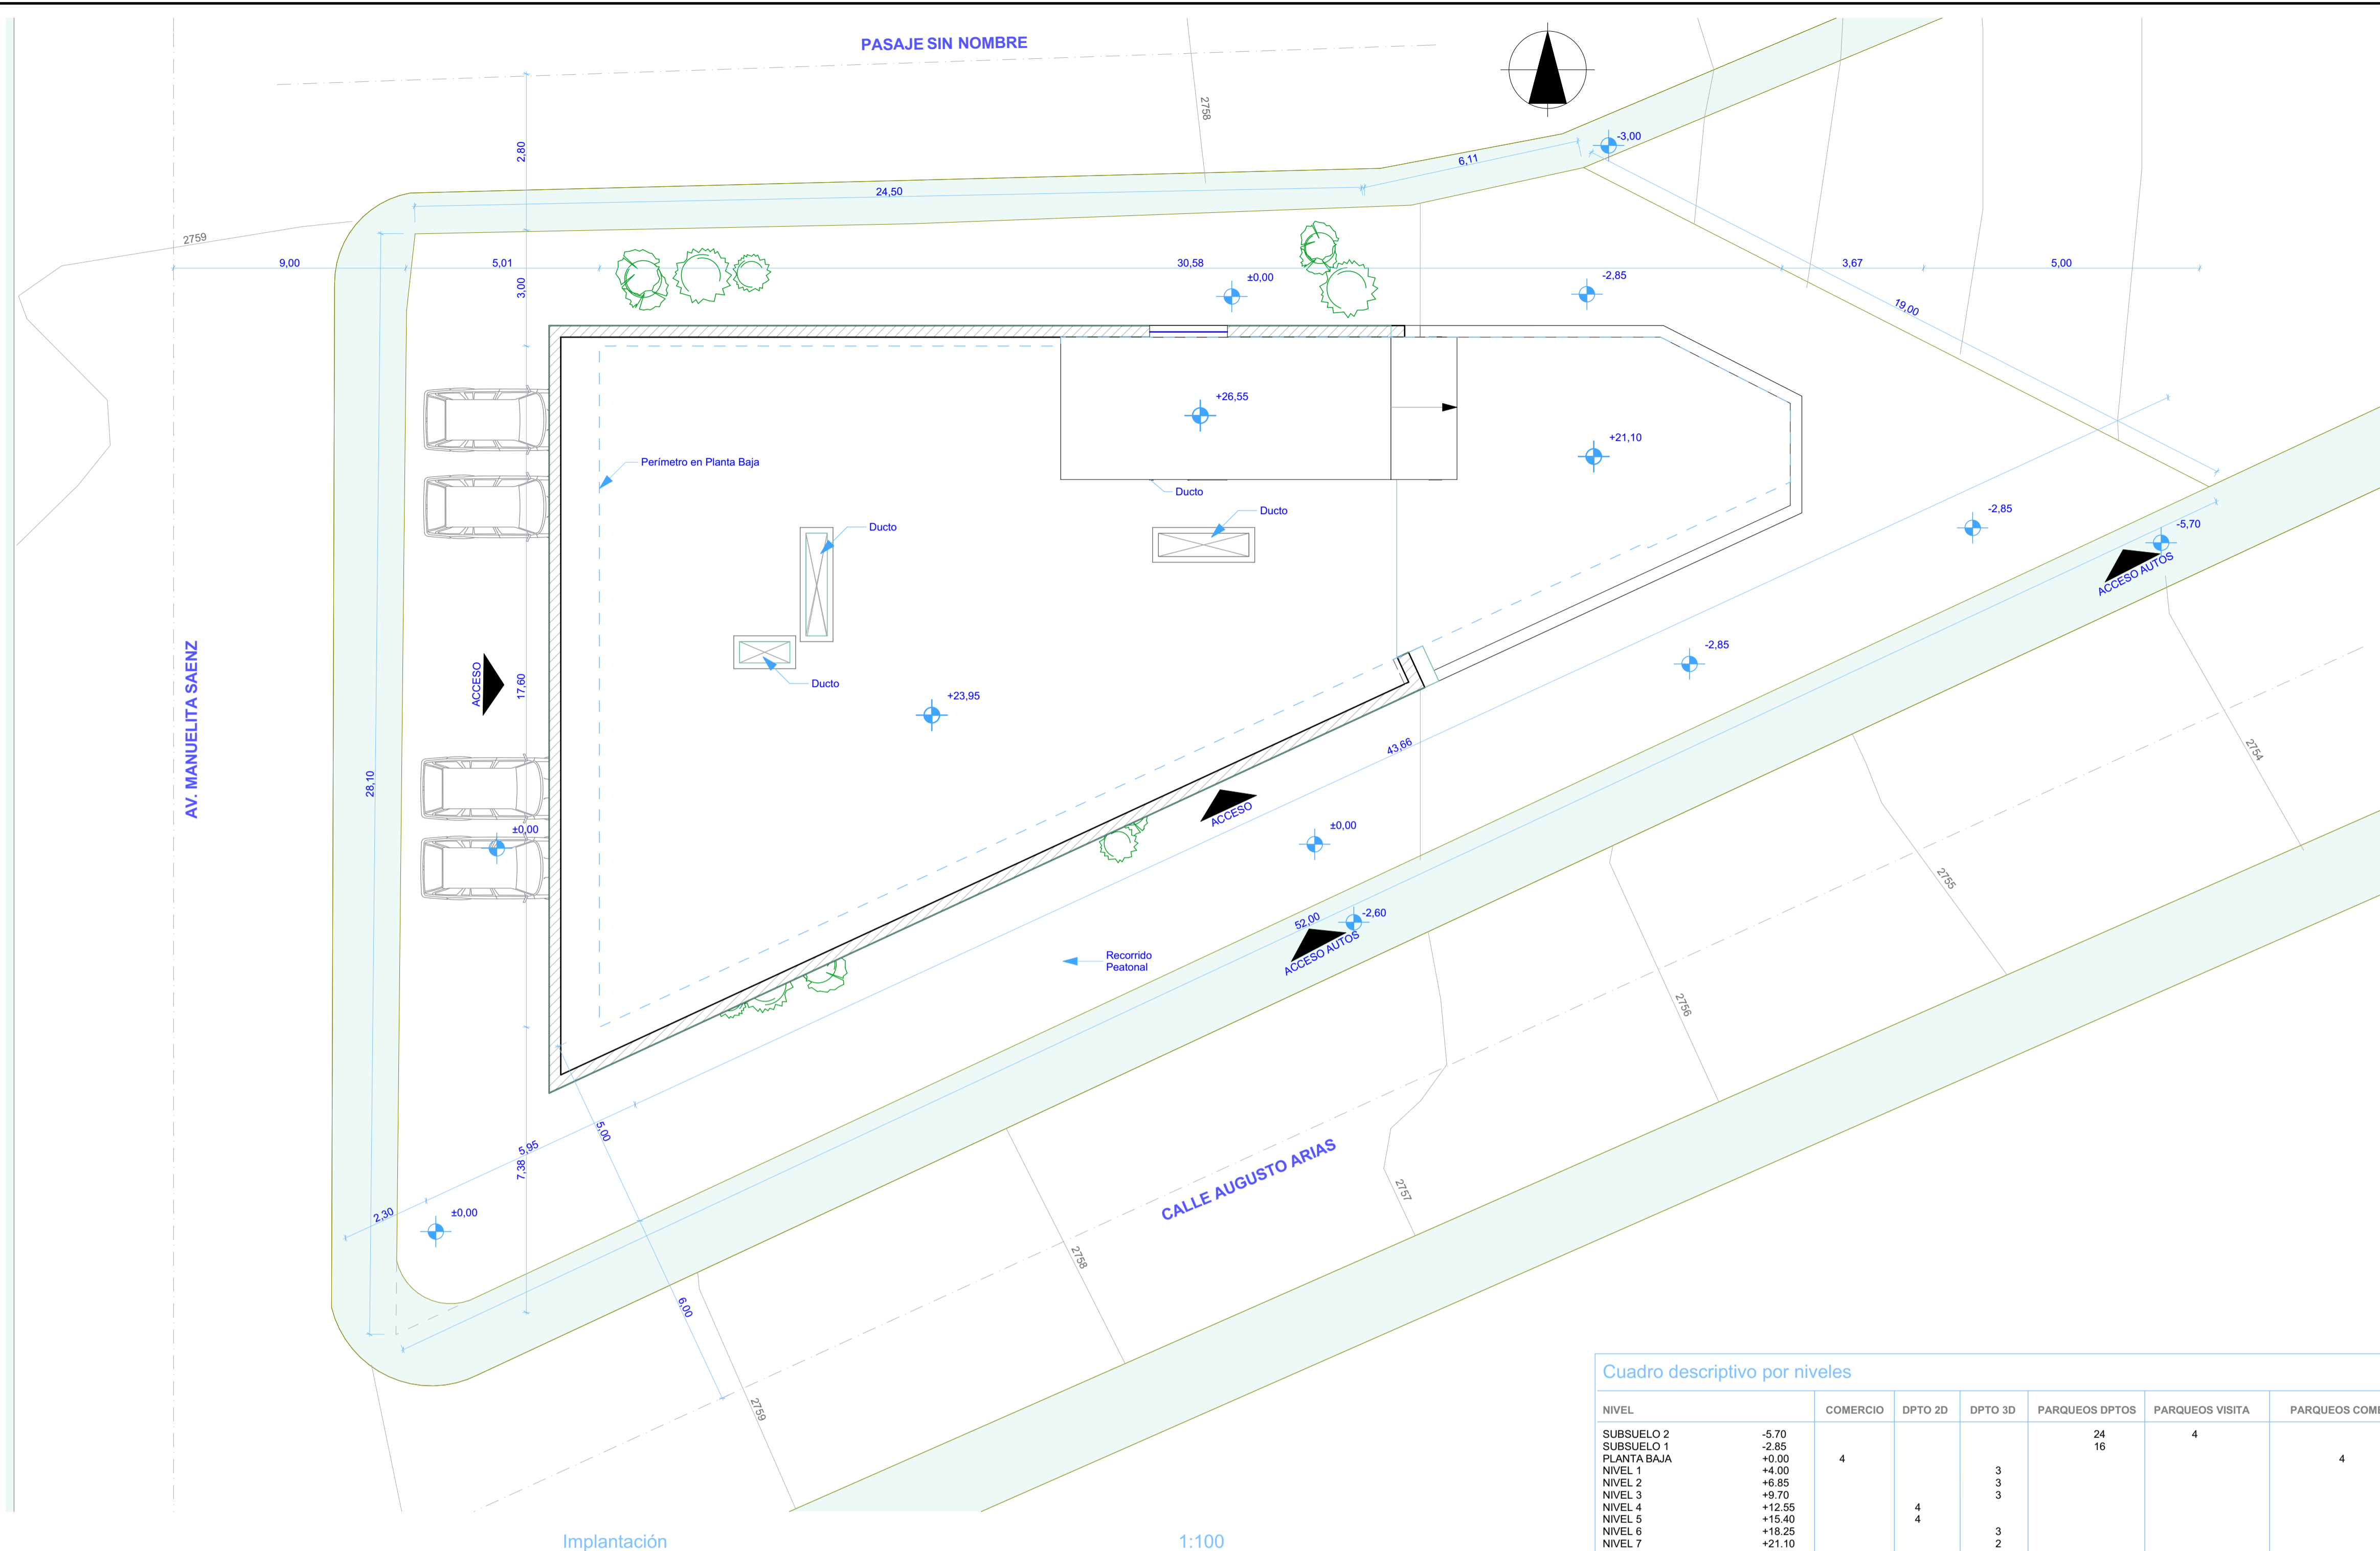 PASAJE SIN NOMBRE
2758
2,80
-3,00
6,11
24,50
2759
9,00
5,01
3,00
30,58
±0,00
-2,85
3,67
5,00
19,00
+26,55
+21,10
Perímetro en Planta Baja
Ducto
Ducto
Ducto
-2,85
-5,70
ACCESO AUTOS
AV. MANUELITA SAENZ
ACCESO
17,60
Ducto
+23,95
-2,85
43,66
2754
28,10
±0,00
ACCESO
±0,00
2755
52,00
-2,60
ACCESO AUTOS
Recorrido
Peatonal
2756
5,00
5,95
7,38
CALLE AUGUSTO ARIAS
2757
2,30
±0,00
2758
6,00
2759
Cuadro descriptivo por niveles
NIVEL COMERCIO DPTO 2D DPTO 3D PARQUEOS DPTOS PARQUEOS VISITA PARQUEOS COME
SUBSUELO 2 -5.70 24 4
SUBSUELO 1 -2.85 16
PLANTA BAJA +0.00 4 4
NIVEL 1 +4.00 3
NIVEL 2 +6.85 3
NIVEL 3 +9.70 3
NIVEL 4 +12.55 4
NIVEL 5 +15.40 4
NIVEL 6 +18.25 3
NIVEL 7 +21.10 2
Implantación 1:100